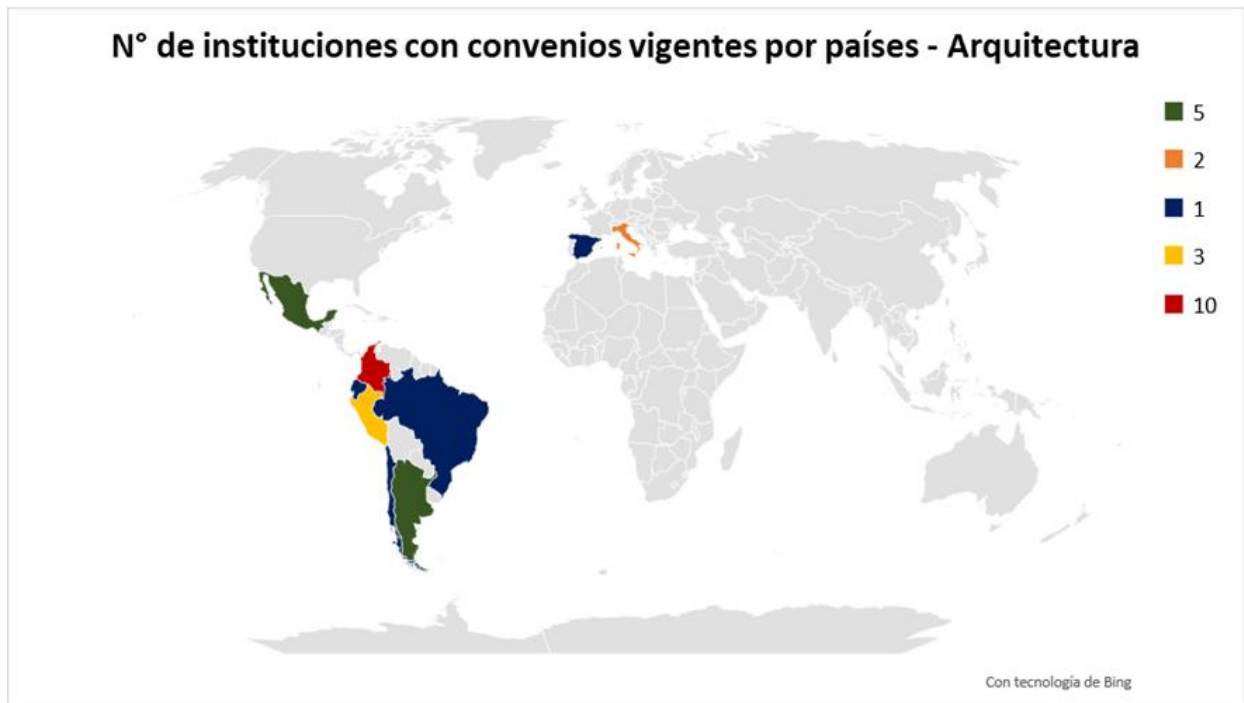 N° de instituciones con convenios vigentes por países - Arquitectura
5
2
1
3
10
Con tecnología de Bing